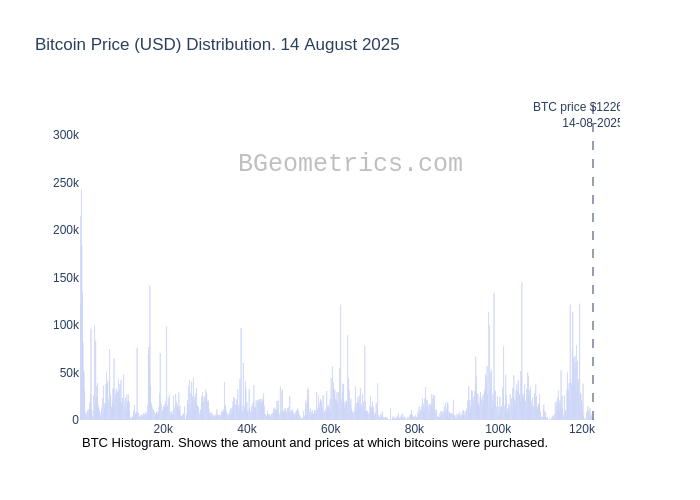 Bitcoin Price (USD) Distribution. 14 August 2025
BTC price $1226
14-08-2025
300k
BGeometrics.com
250k
200k
150k
100k
50k
0
20k 40k 60k 80k 100k 120k
BTC Histogram. Shows the amount and prices at which bitcoins were purchased.